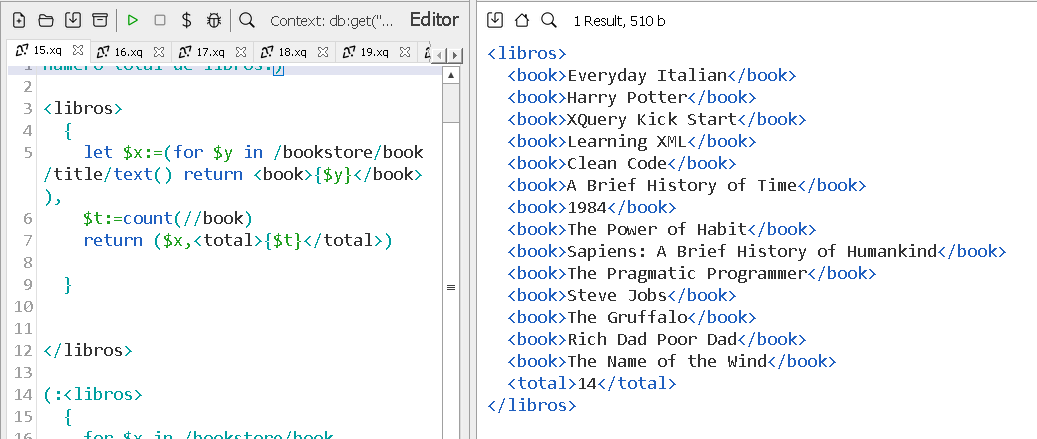 Context: db:get("... Editor
15.xq 16.xq 17.xq 18.xq 19.xq
1 número total de libros:)
2
3 <libros>
4 {
5 let $x:=(for $y in /bookstore/book
/title/text() return <book>{$y}</book>
),
6 $t:=count(//book)
7 return ($x,<total>{$t}</total>)
8
9 }
10
11
12 </libros>
13
14 (:<libros>
15 {
16 for $x in /bookstore/book
1 Result, 510 b
<libros>
<book>Everyday Italian</book>
<book>Harry Potter</book>
<book>XQuery Kick Start</book>
<book>Learning XML</book>
<book>Clean Code</book>
<book>A Brief History of Time</book>
<book>1984</book>
<book>The Power of Habit</book>
<book>Sapiens: A Brief History of Humankind</book>
<book>The Pragmatic Programmer</book>
<book>Steve Jobs</book>
<book>The Gruffalo</book>
<book>Rich Dad Poor Dad</book>
<book>The Name of the Wind</book>
<total>14</total>
</libros>